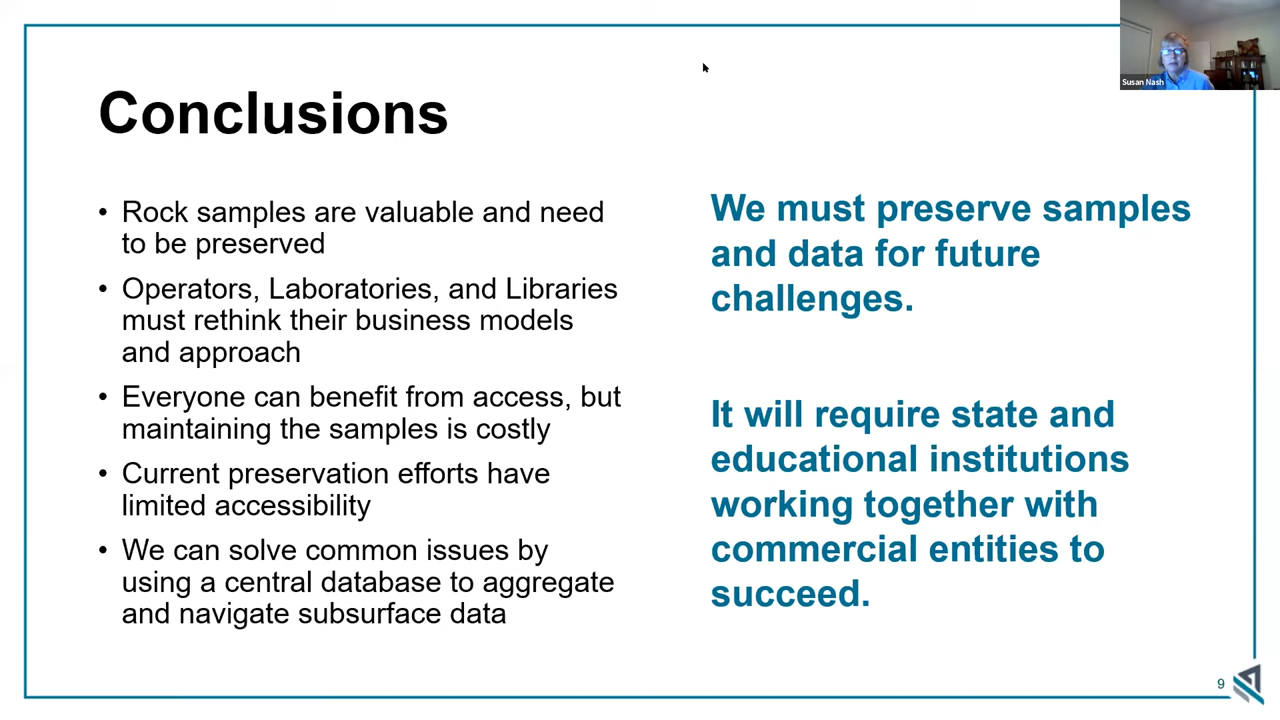 Susan Nash
Conclusions
• Rock samples are valuable and need
to be preserved
• Operators, Laboratories, and Libraries
must rethink their business models
and approach
• Everyone can benefit from access, but
maintaining the samples is costly
• Current preservation efforts have
limited accessibility
• We can solve common issues by
using a central database to aggregate
and navigate subsurface data
We must preserve samples
and data for future
challenges.
It will require state and
educational institutions
working together with
commercial entities to
succeed.
9